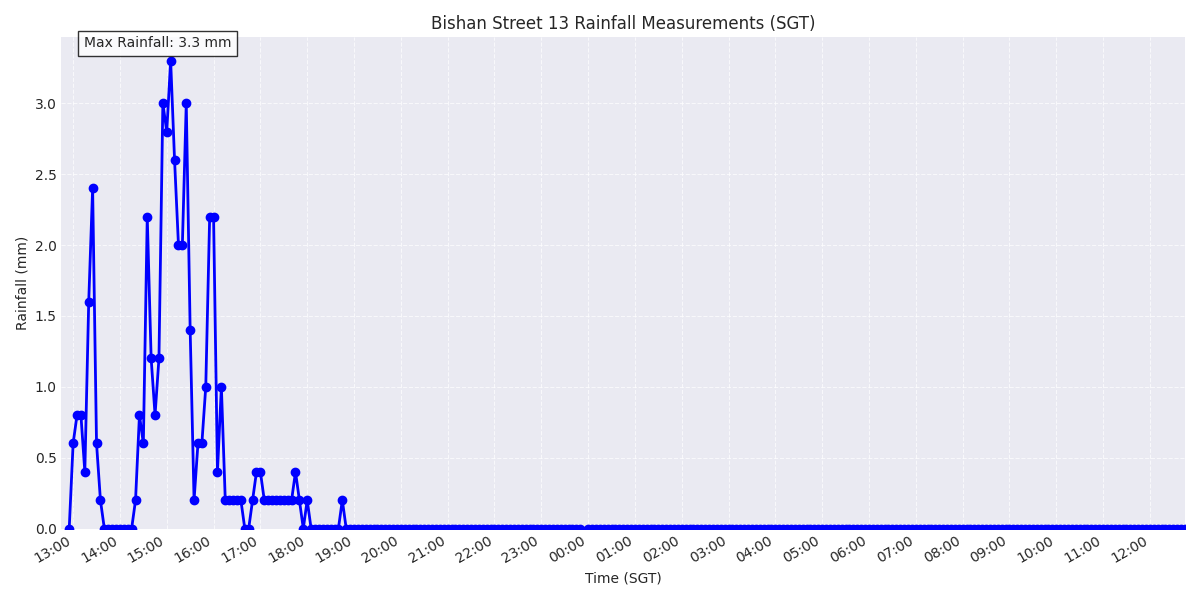 Bishan Street 13 Rainfall Measurements (SGT)
Max Rainfall: 3.3 mm
Rainfall (mm)
3.0
2.5
2.0
1.5
1.0
0.5
0.0
13:00 14:00 15:00 16:00 17:00 18:00 19:00 20:00 21:00 22:00 23:00 00:00 01:00 02:00 03:00 04:00 05:00 06:00 07:00 08:00 09:00 10:00 11:00 12:00
Time (SGT)